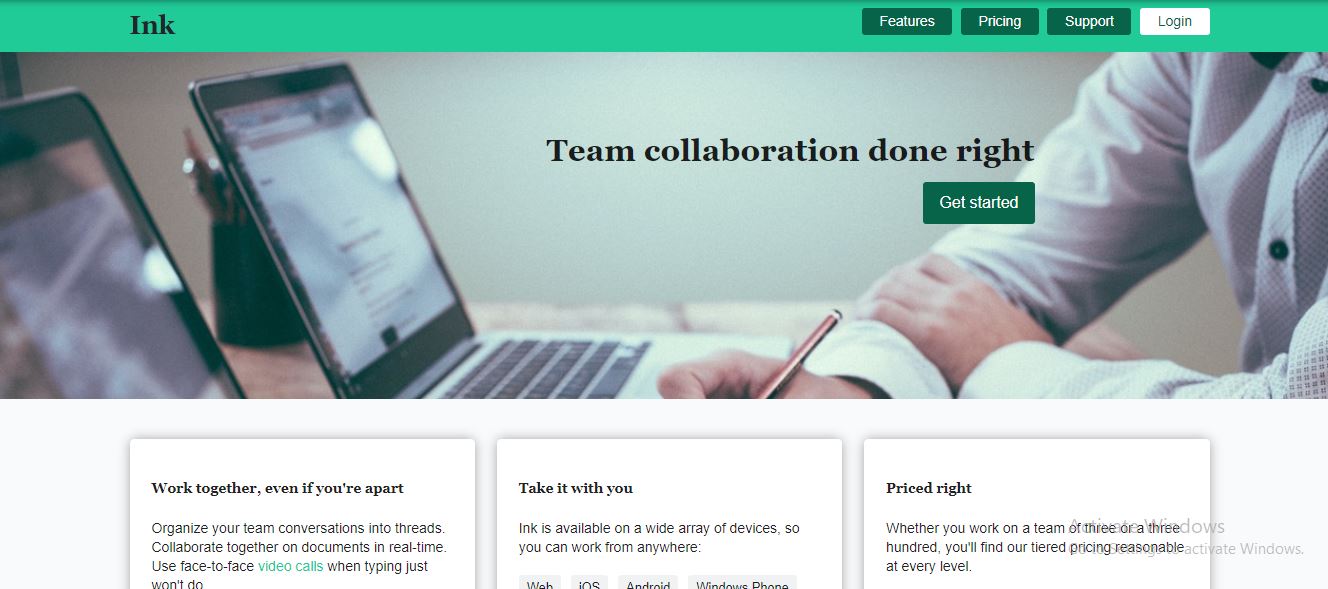 Ink
Features
Pricing
Support
Login
Team collaboration done right
Get started
Work together, even if you're apart
Organize your team conversations into threads.
Collaborate together on documents in real-time.
Use face-to-face video calls when typing just
won't do
Take it with you
Ink is available on a wide array of devices, so
you can work from anywhere:
Web
iOS
Android
Windows Phone
Priced right
Whether you work on a team of three or a three
hundred, you'll find our tiered pricing reasonable
at every level.
Activate Windows
Go to Settings to activate Windows.